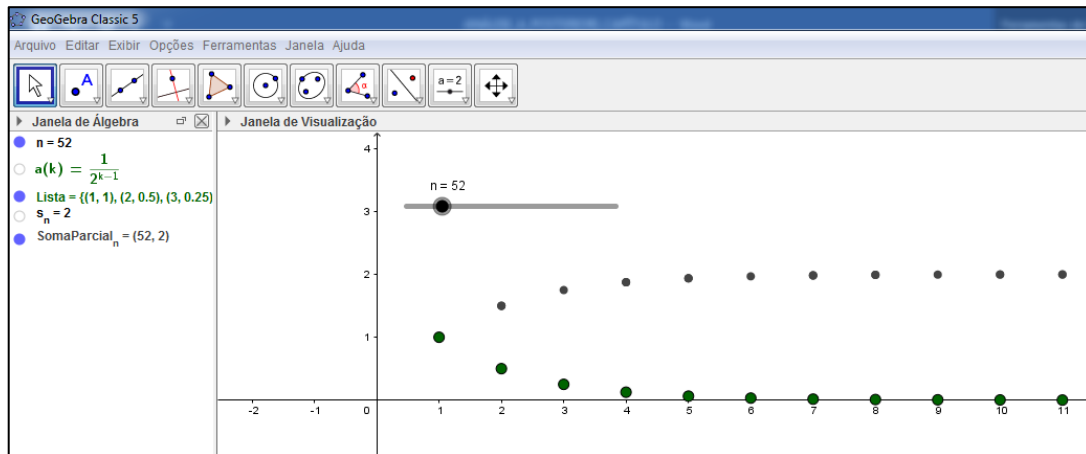 GeoGebra Classic 5
Arquivo Editar Exibir Opções Ferramentas Janela Ajuda
A
α
a=2
Janela de Álgebra
Janela de Visualização
n = 52
a(k) = 1/2^{k-1}
Lista = {(1, 1), (2, 0.5), (3, 0.25)
s_n = 2
SomaParcial_n = (52, 2)
n = 52
4
3
2
1
-2 -1 0 1 2 3 4 5 6 7 8 9 10 11